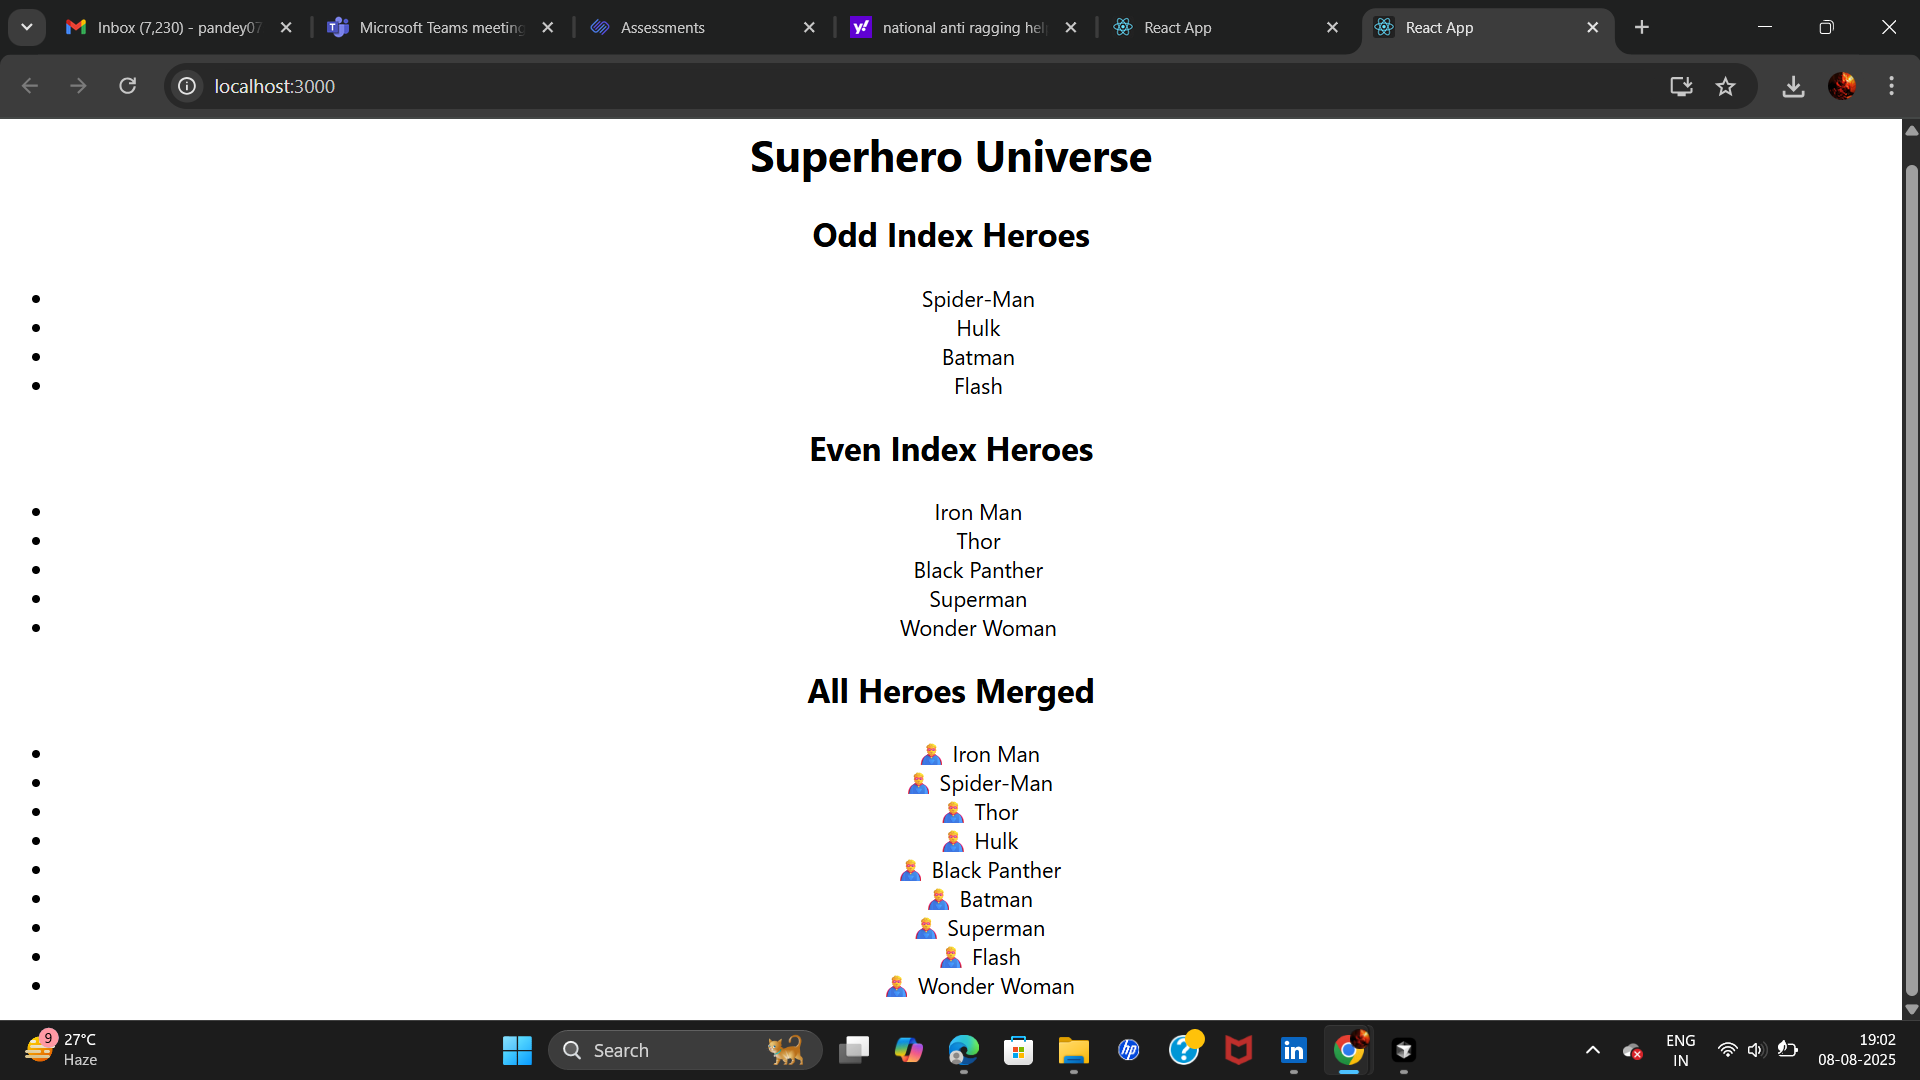 Inbox (7,230) - pandey07
Microsoft Teams meeting
Assessments
national anti ragging hel
React App
React App
localhost:3000
Superhero Universe
Odd Index Heroes
Spider-Man
Hulk
Batman
Flash
Even Index Heroes
Iron Man
Thor
Black Panther
Superman
Wonder Woman
All Heroes Merged
Iron Man
Spider-Man
Thor
Hulk
Black Panther
Batman
Superman
Flash
Wonder Woman
9
27°C
Haze
Search
hp
in
ENG
IN
19:02
08-08-2025